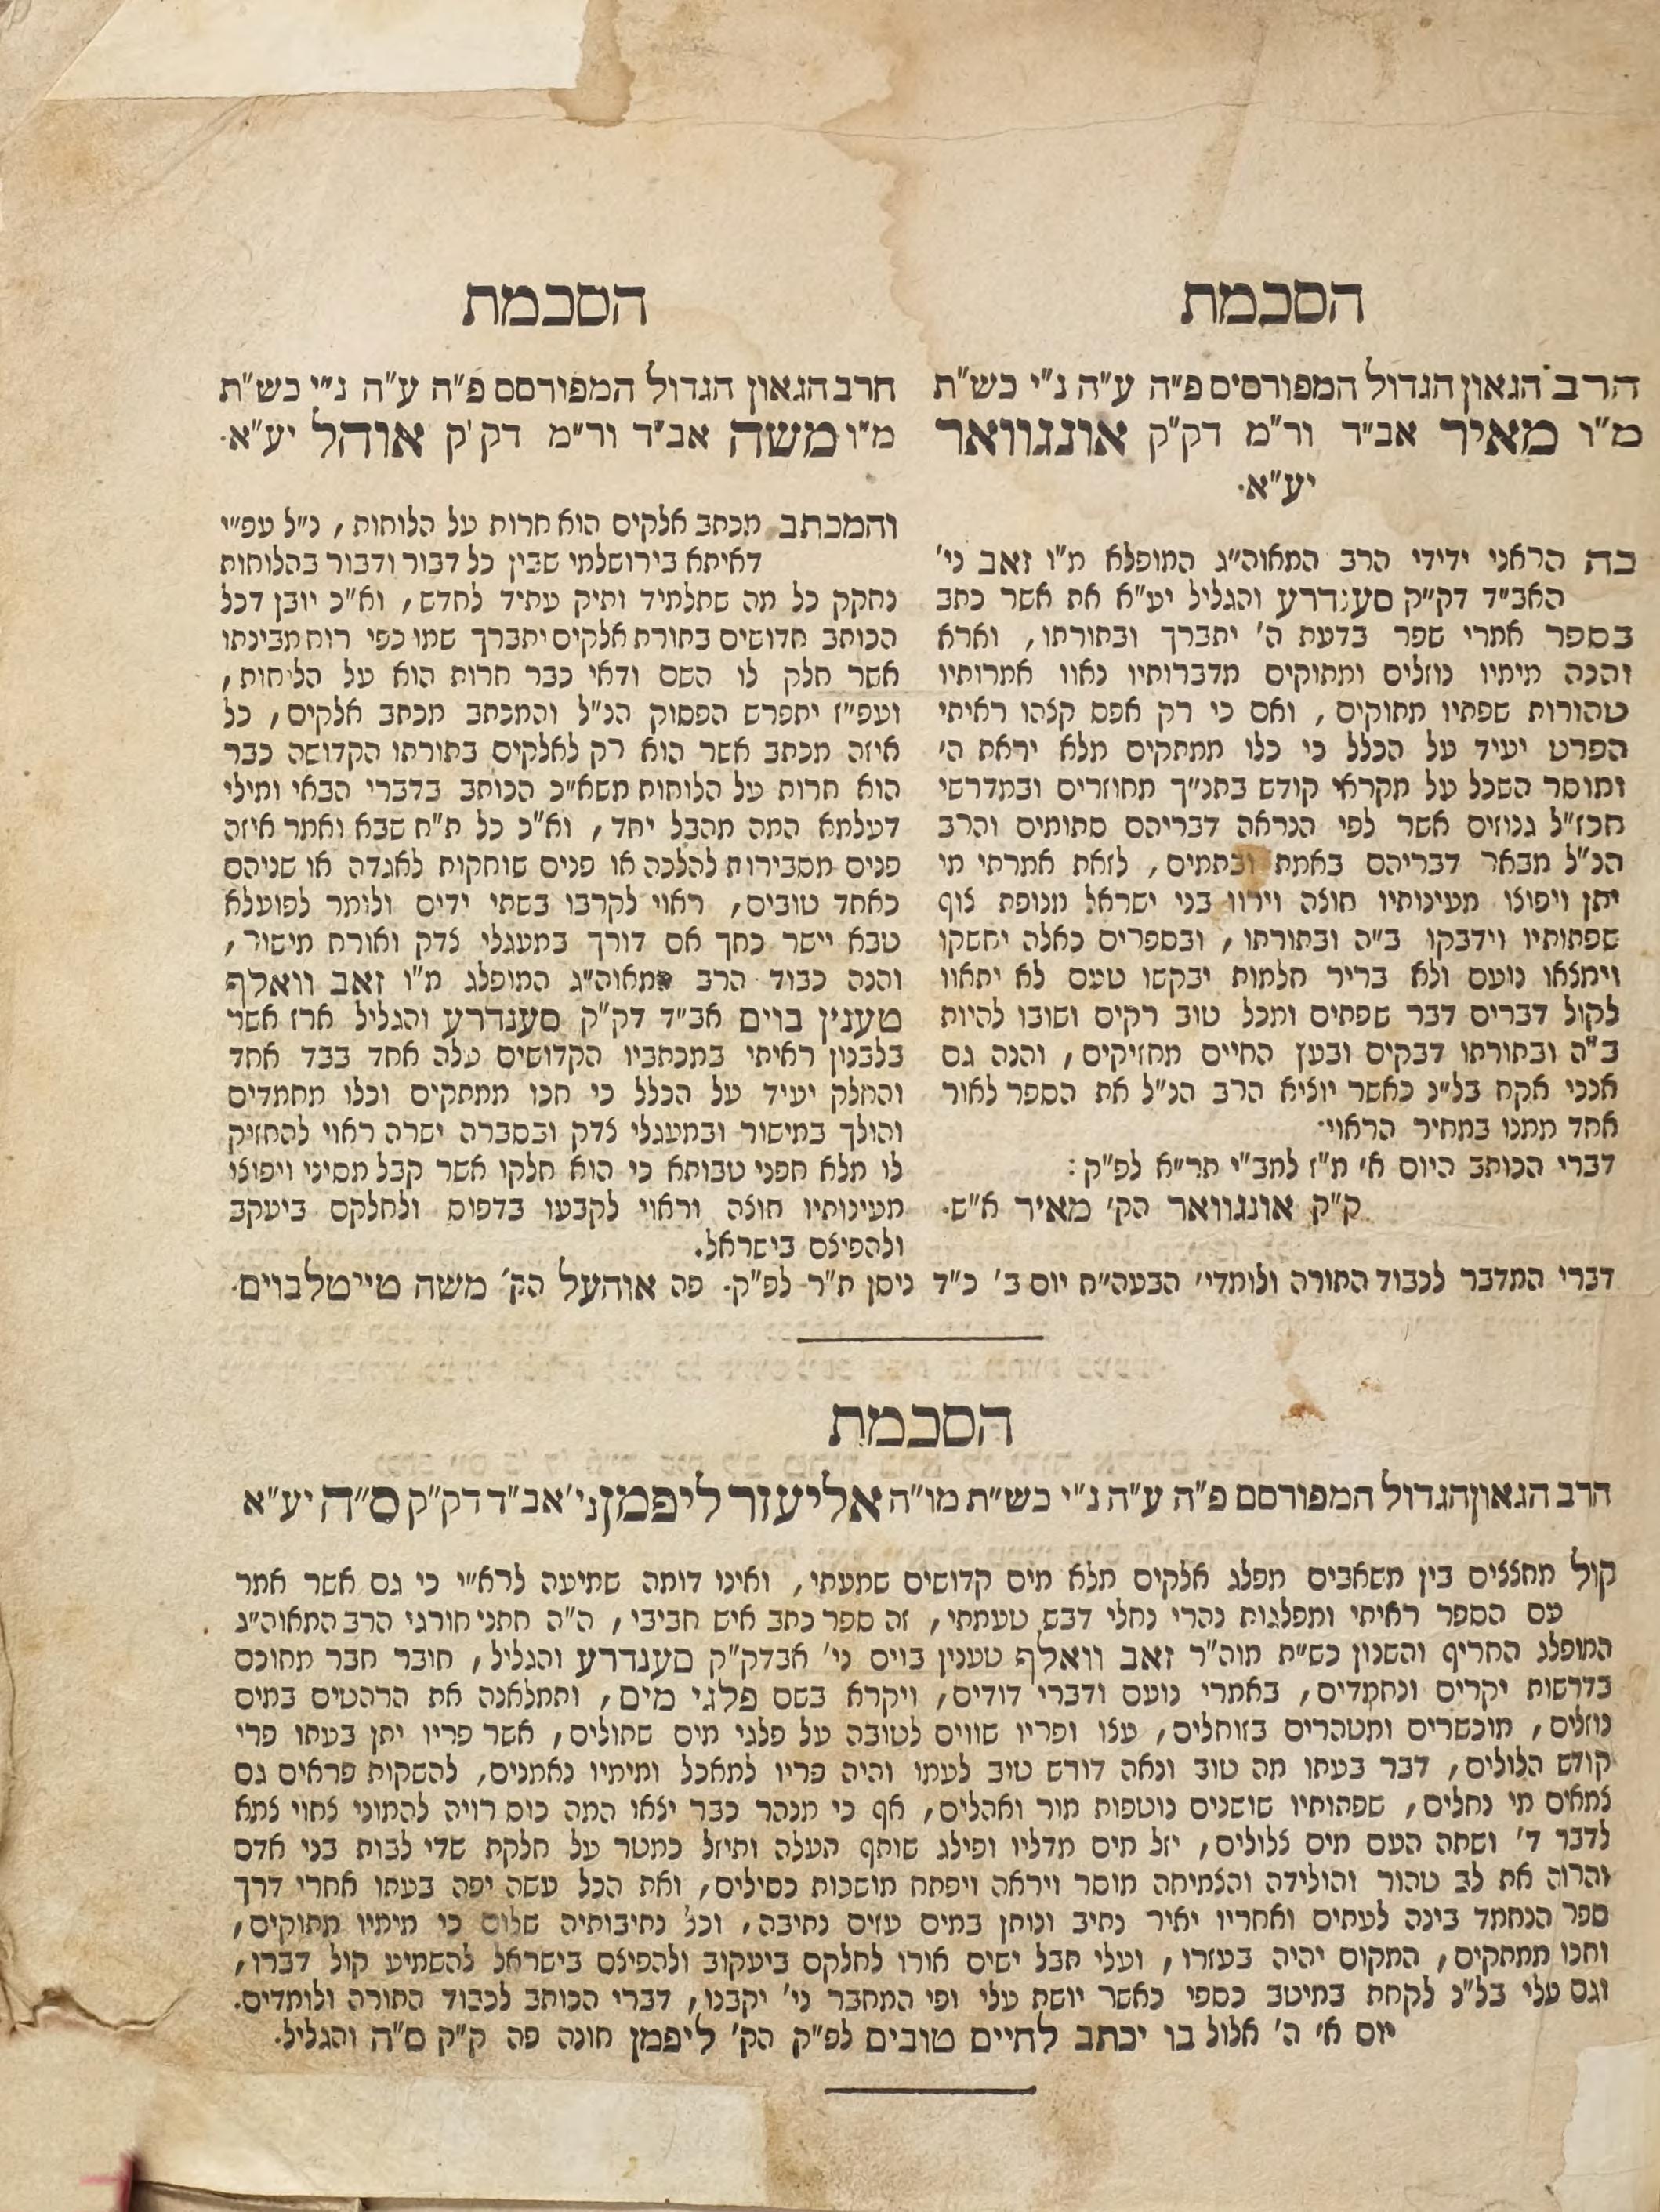 הסכמת
הרב הגאון הגדול המפורסים פ״ה ע״ה נ״י כש״ת
מ״ו מאיר אב״ד ור״מ דק״ק אונגוואר
יע״א.
כה הראני ידידי הרב המאוה״ג המופלא מ״ו זאב ני׳
האב״ד דק״ק סענדרע והגליל יע״א את אשר כתב
בספר אמרי שפר בדעת ה׳ יתברך ובתורתו, וארא
והנה מימיו נוזלים ומתוקים מדברותיו נאוו אמרותיו
טהורות שפתיו מתוקים, ואם כי רק אפס קצהו ראיתי
הפרט יעיד על הכלל כי כלו ממתקים מלא יראת ה׳
ומוסר השכל על מקראי קודש בתנ״ך מחוזרים ובמדרשי
חכז״ל גנוזים אשר לפי הנראה דבריהם סתומים והרב
הנ״ל מבאר דבריהם באמת ובתמים, לזאת אמרתי מי
יתן ויפוצו מעינותיו חוצה וירוו בני ישראל מנופת צוף
שפתותיו וידבקו ב״ה ובתורתו, ובספרים כאלה יחשקו
וימצאו נועם ולא בריר חלמות יבקשו טעם לא יתאוו
לקול דברים דבר שפתים ומכל טוב רקים ושובו להיות
ב״ה ובתורתו דבקים ובעץ החיים מחזיקים, והנה גם
אנכי אקח בל״נ כאשר יוציא הרב הנ״ל את הספר לאור
אחד ממנו במחיר הראוי.
דברי הכותב היום א׳ מ״ז למב״י תר״א לפ״ק:
ק״ק אונגוואר הק׳ מאיר א״ש.
הסכמת
הרב הגאון הגדול המפורסם פ״ה ע״ה נ״י כש״ת
מ״ו משה אב״ד ור״מ דק״ק אוהל יע״א.
והמכתב מכתב אלקים הוא חרות על הלוחות, נ״ל עפ״י
דאיתא בירושלמי שבין כל דבור ודבור בהלוחות
נחקק כל מה שתלמיד ותיק עתיד לחדש, וא״כ יובן דכל
הכותב חדושים בתורת אלקים יתברך שמו כפי רוח מבינתו
אשר חלק לו השם ודאי כבר חרות הוא על הלוחות,
ועפ״ז יתפרש הפסוק הנ״ל והמכתב מכתב אלקים, כל
איזה מכתב אשר הוא רק לאלקים בתורתו הקדושה כבר
הוא חרות על הלוחות משא״כ הכותב בדברי הבאי ומילי
דעלמא המה מהבל יחד, וא״כ כל ת״ח שבא ואמר איזה
פנים מסבירות להלכה או פנים שוחקות לאגדה או שניהם
כאחד טובים, ראוי לקרבו בשתי ידים ולומר לפועלא
טבא יישר כחך אם דורך במעגלי צדק ואורח מישור,
והנה כבוד הרב המאוה״ג המופלג מ״ו זאב וואלף
טענין בוים אב״ד דק״ק סענדרע והגליל ארז אשר
בלבנון ראיתי במכתביו הקדושים עלה אחד בבד אחד
והחלק יעיד על הכלל כי חכו ממתקים וכלו מחמדים
והולך במישור ובמעגלי צדק ובסברה ישרה ראוי להחזיק
לו מלא חפני טבותא כי הוא חלקו אשר קבל מסיני ויפוצו
מעינותיו חוצה וראוי לקבעו בדפוס ולחלקם ביעקב
ולהפיצם בישראל.
דברי המדבר לכבוד התורה ולומדי׳ הבעה״ח יום ב׳ כ״ד ניסן ת״ר לפ״ק. פה אוהעל הק׳ משה טייטלבוים.
הסכמת
הרב הגאון הגדול המפורסם פ״ה ע״ה נ״י כש״ת מו״ה אליעזר ליפמן ני׳ אב״ד דק״ק ס״ה יע״א
קול מחצצים בין משאבים מפלג אלקים מלא מים קדושים שמעתי, ואינו דומה שמיעה לרא״י כי גם אשר אמר
עם הספר ראיתי ומפלגות נהרי נחלי דבש טעמתי, זה ספר כתב איש חביבי, ה״ה חתני חורגי הרב המאוה״ג
המופלג החריף והשנון כש״ת מוה״ר זאב וואלף טענין בוים ני׳ אבדק״ק סענדרע והגליל, חובר חבר מחוכם
בדרשות יקרים ונחמדים, באמרי נועם ודברי דודים, ויקרא בשם פלגי מים, ותמלאנה את הרהטים במים
נוזלים, מוכשרים ומטהרים בזוחלים, עצו ופריו שווים לטובה על פלגי מים שתולים, אשר פריו יתן בעתו פרי
קודש הלולים, דבר בעתו מה טוב ונאה דורש טוב לעמו והיה פריו למאכל ומימיו נאמנים, להשקות פראים גם
צמאים מי נחלים, שפתותיו שושנים נוטפות מור ואהלים, אף כי מנהר כבר יצאו המה כוס רויה להמוני צחוי צמא
לדבר ד׳ ושתה העם מים צלולים, יזל מים מדליו ופילג שוטף תעלה ותיזל כמטר על חלקת שדי לבות בני אדם
והרוה את לב טהור והולידה והצמיחה מוסר ויראה ויפתח מושכות כסילים, ואת הכל עשה יפה בעתו אחרי דרך
ספר הנחמד בינה לעתים ואחריו יאיר נתיב ונותן במים עזים נתיבה, וכל נתיבותיה שלום כי מימיו מתוקים,
וחכו ממתקים, המקום יהיה בעזרו, ועלי תבל ישים אורו לחלקם ביעקוב ולהפיצם בישראל להשמיע קול דברו,
וגם עלי בל״נ לקחת במיטב כספי כאשר יושת עלי ופי המחבר ני׳ יקבנו, דברי הכותב לכבוד התורה ולומדים.
יום א׳ ה׳ אלול בו יכתב לחיים טובים לפ״ק הק׳ ליפמן חונה פה ק״ק ס״ה והגליל.